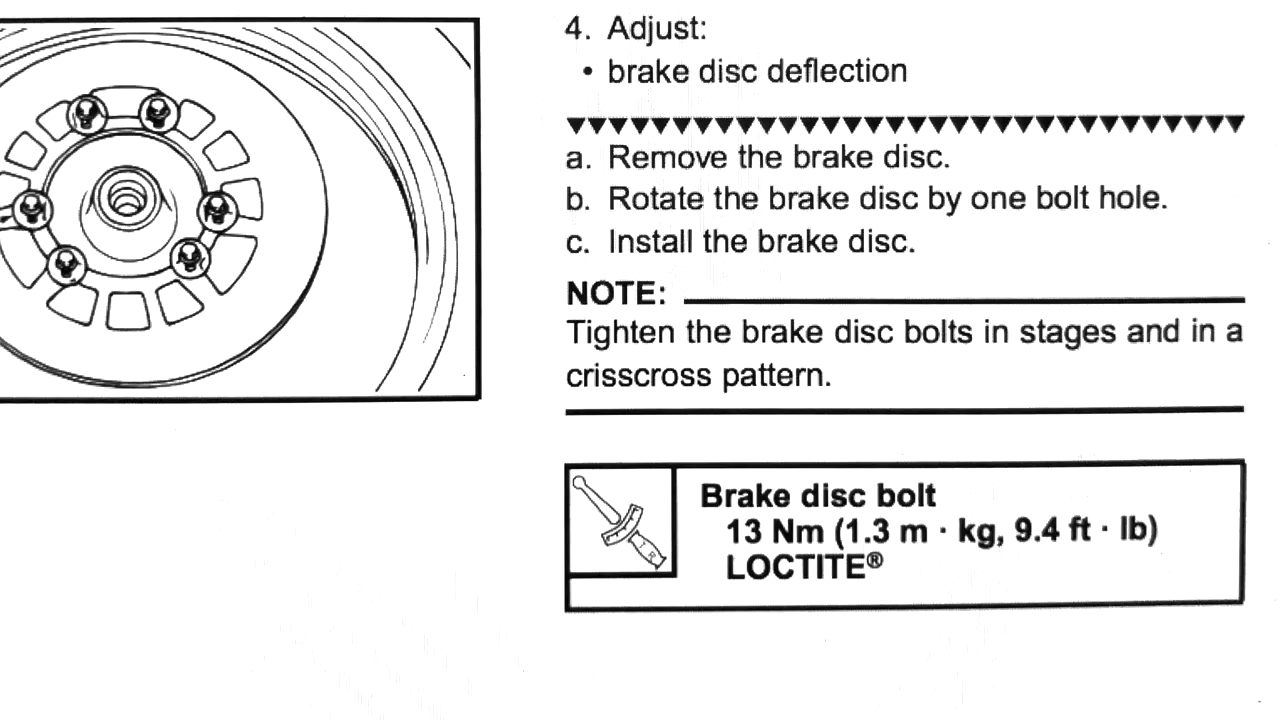 4. Adjust:
• brake disc deflection
a. Remove the brake disc.
b. Rotate the brake disc by one bolt hole.
c. Install the brake disc.
NOTE:
Tighten the brake disc bolts in stages and in a
crisscross pattern.
Brake disc bolt
13 Nm (1.3 m · kg, 9.4 ft · lb)
LOCTITE®